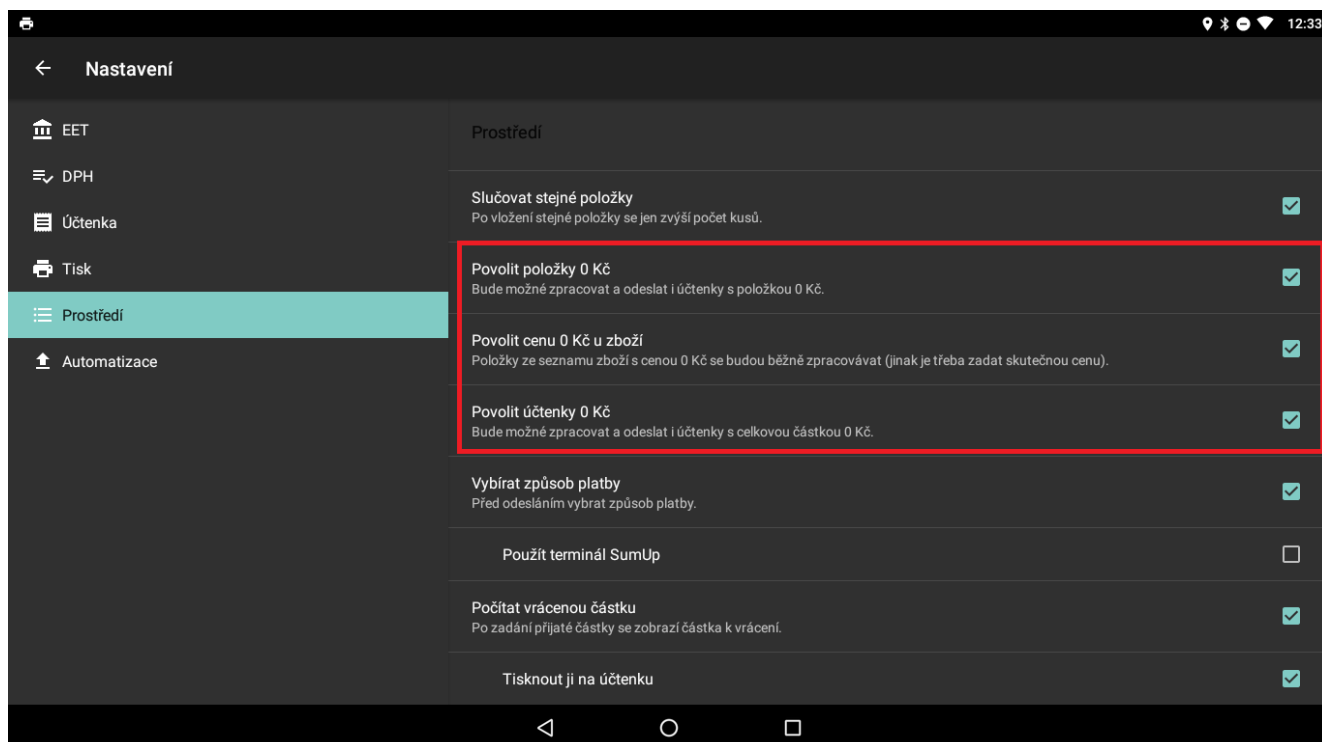 12:33
Nastavení
EET
DPH
Účtenka
Tisk
Prostředí
Automatizace
Prostředí
Slučovat stejné položky
Po vložení stejné položky se jen zvýší počet kusů.
Povolit položky 0 Kč
Bude možné zpracovat a odeslat i účtenky s položkou 0 Kč.
Povolit cenu 0 Kč u zboží
Položky ze seznamu zboží s cenou 0 Kč se budou běžně zpracovávat (jinak je třeba zadat skutečnou cenu).
Povolit účtenky 0 Kč
Bude možné zpracovat a odeslat i účtenky s celkovou částkou 0 Kč.
Vybírat způsob platby
Před odesláním vybrat způsob platby.
Použít terminál SumUp
Počítat vrácenou částku
Po zadání přijaté částky se zobrazí částka k vrácení.
Tisknout ji na účtenku